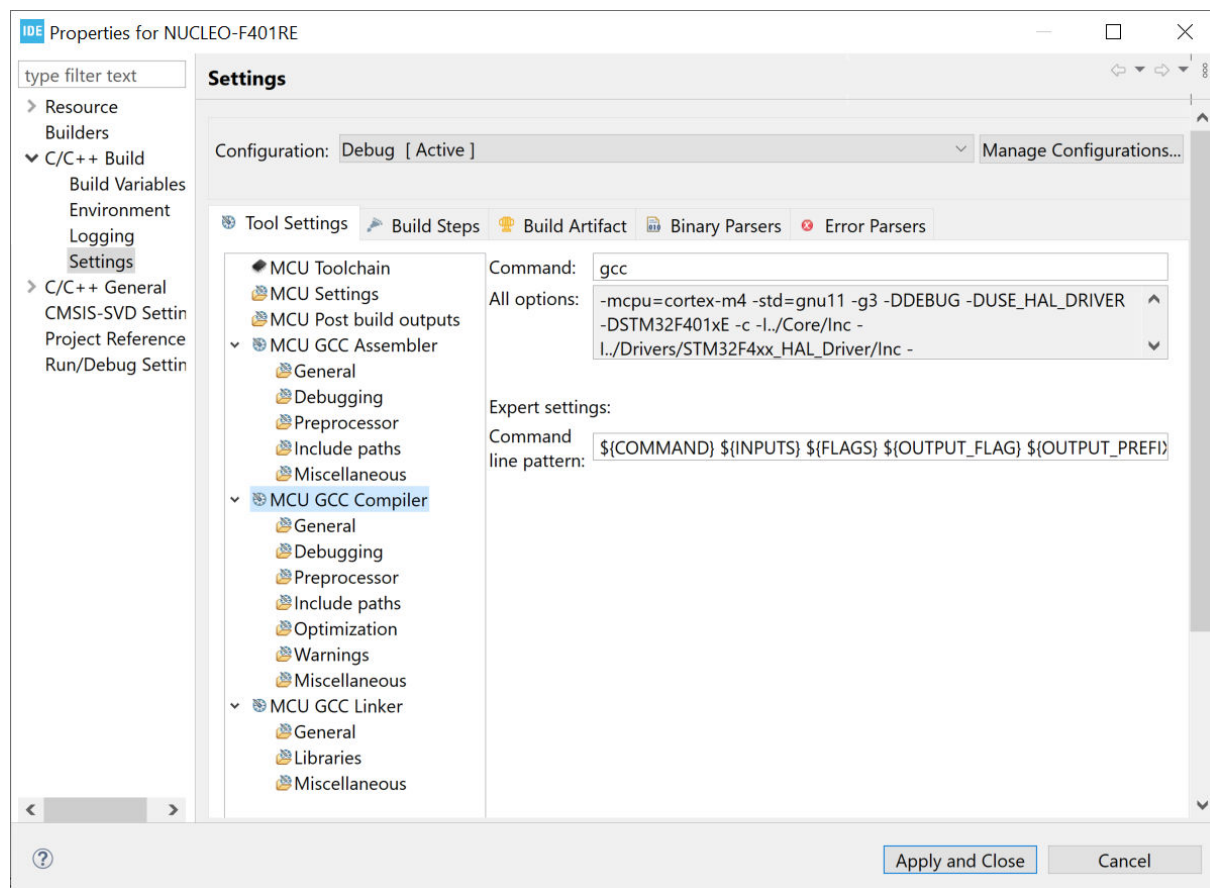 IDE Properties for NUCLEO-F401RE
type filter text
Resource
Builders
C/C++ Build
Build Variables
Environment
Logging
Settings
C/C++ General
CMSIS-SVD Settin
Project Reference
Run/Debug Settin
Settings
Configuration: Debug [ Active ] Manage Configurations...
Tool Settings Build Steps Build Artifact Binary Parsers Error Parsers
MCU Toolchain
MCU Settings
MCU Post build outputs
MCU GCC Assembler
General
Debugging
Preprocessor
Include paths
Miscellaneous
MCU GCC Compiler
General
Debugging
Preprocessor
Include paths
Optimization
Warnings
Miscellaneous
MCU GCC Linker
General
Libraries
Miscellaneous
Command: gcc
All options: -mcpu=cortex-m4 -std=gnu11 -g3 -DDEBUG -DUSE_HAL_DRIVER
-DSTM32F401xE -c -I../Core/Inc -
I../Drivers/STM32F4xx_HAL_Driver/Inc -
Expert settings:
Command
line pattern: ${COMMAND} ${INPUTS} ${FLAGS} ${OUTPUT_FLAG} ${OUTPUT_PREFIX
Apply and Close Cancel